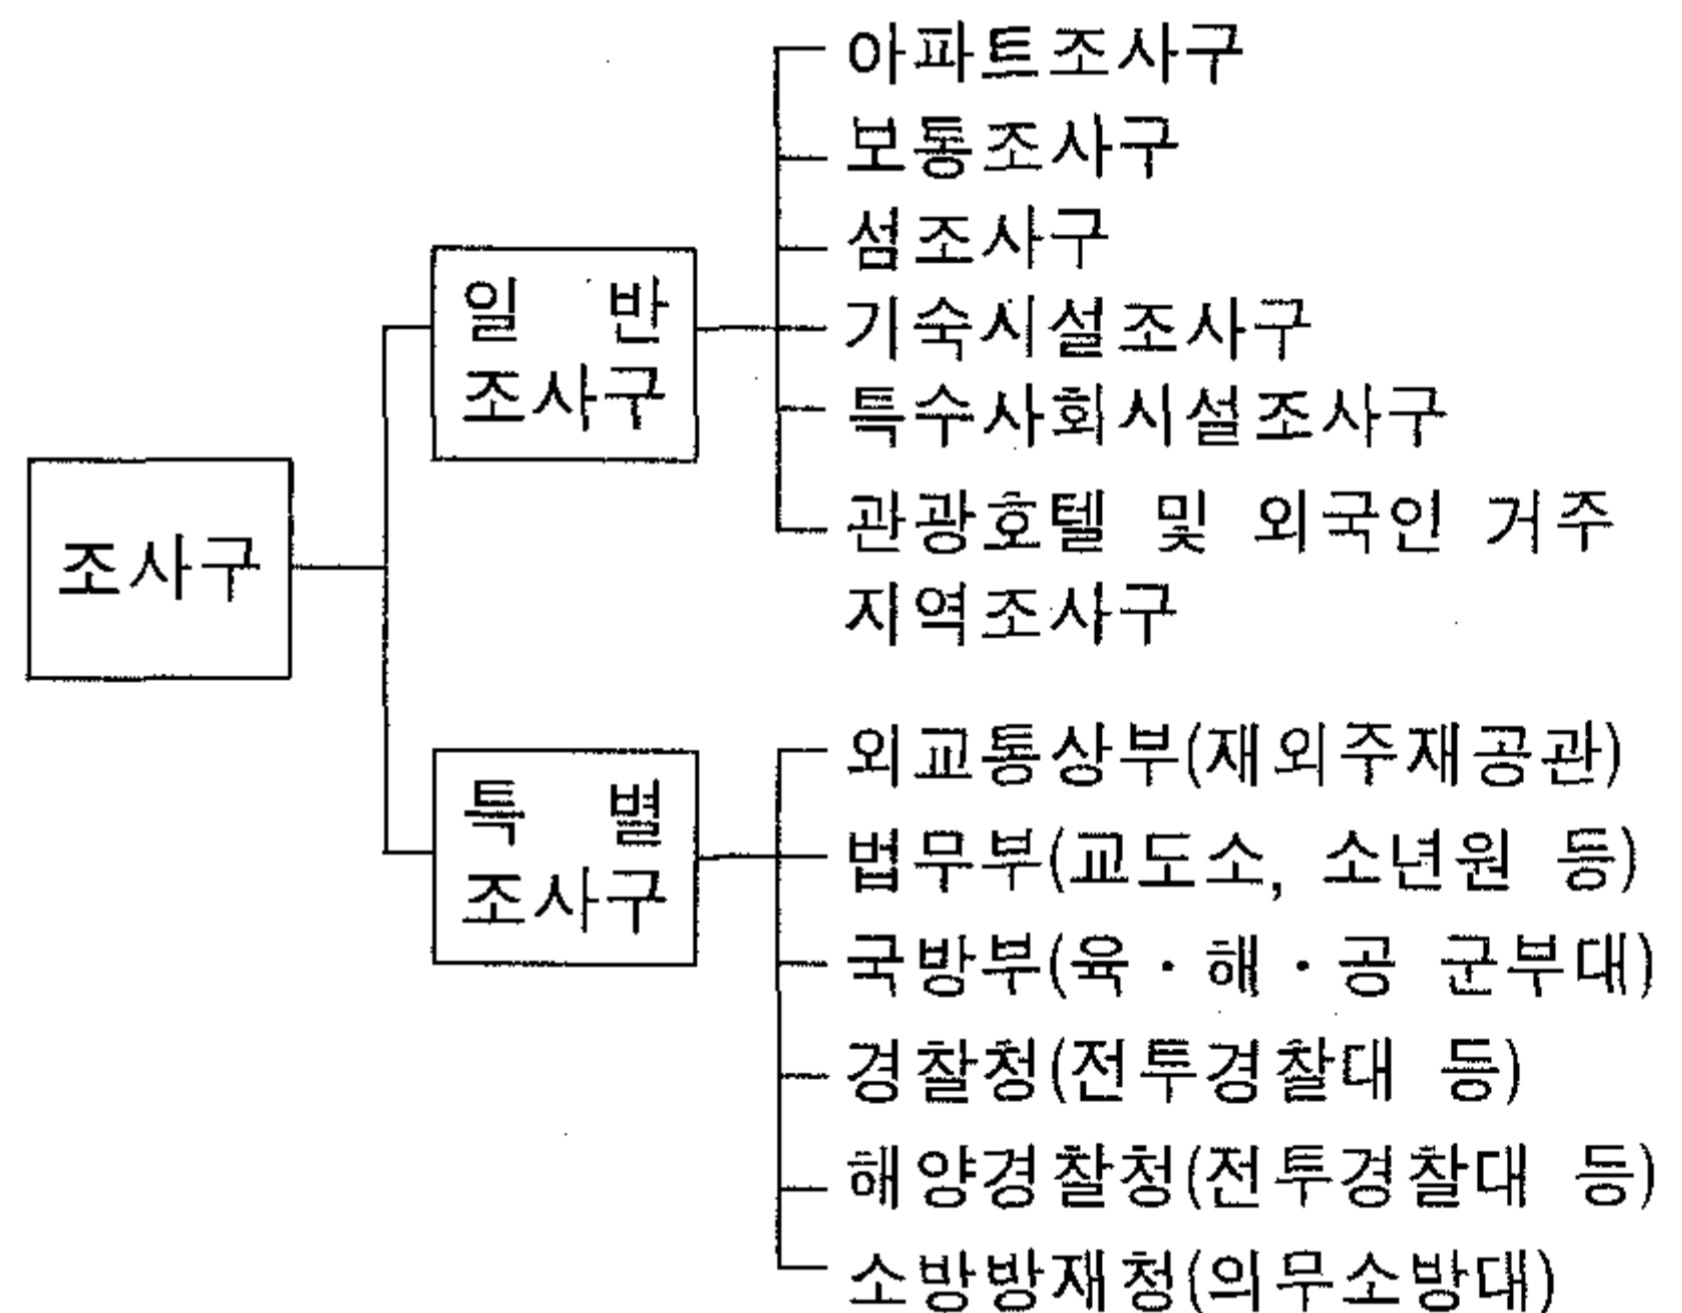 조사구
일 반
조사구
아파트조사구
보통조사구
섬조사구
기숙시설조사구
특수사회시설조사구
관광호텔 및 외국인 거주
지역조사구
특 별
조사구
외교통상부(재외주재공관)
법무부(교도소, 소년원 등)
국방부(육·해·공 군부대)
경찰청(전투경찰대 등)
해양경찰청(전투경찰대 등)
소방방재청(의무소방대)